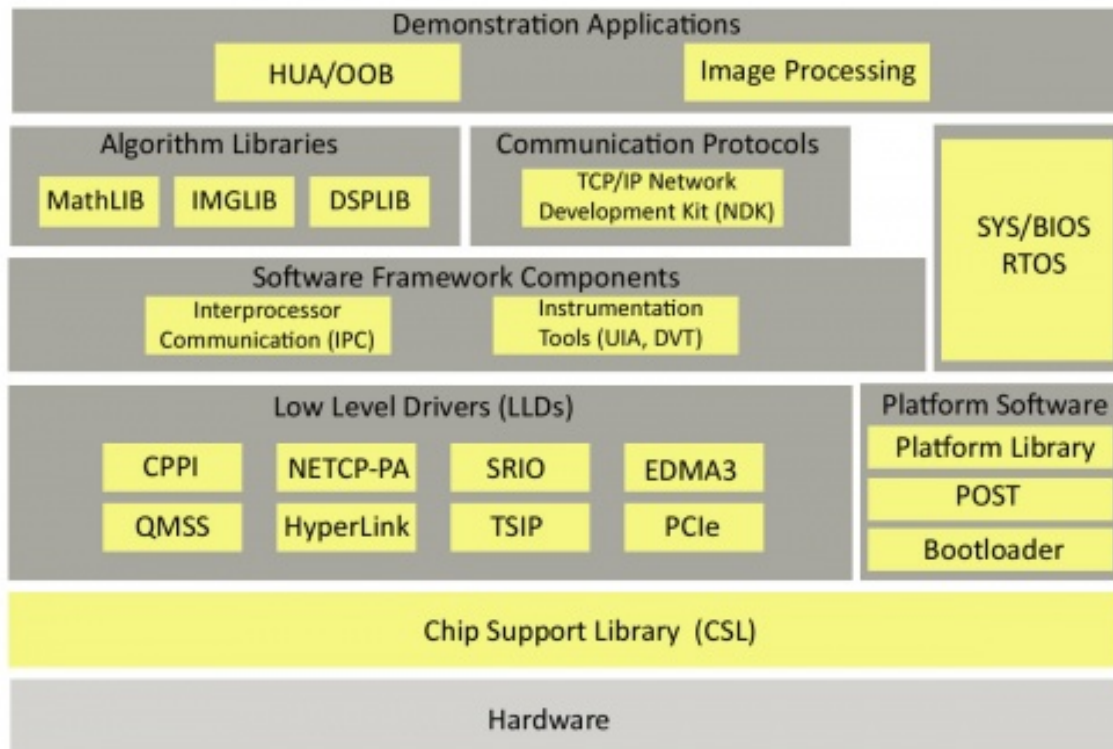 Demonstration Applications
HUA/OOB
Image Processing
Algorithm Libraries
MathLIB
IMGLIB
DSPLIB
Communication Protocols
TCP/IP Network
Development Kit (NDK)
SYS/BIOS
RTOS
Software Framework Components
Interprocessor
Communication (IPC)
Instrumentation
Tools (UIA, DVT)
Low Level Drivers (LLDs)
CPPI
NETCP-PA
SRIO
EDMA3
QMSS
HyperLink
TSIP
PCIe
Platform Software
Platform Library
POST
Bootloader
Chip Support Library (CSL)
Hardware